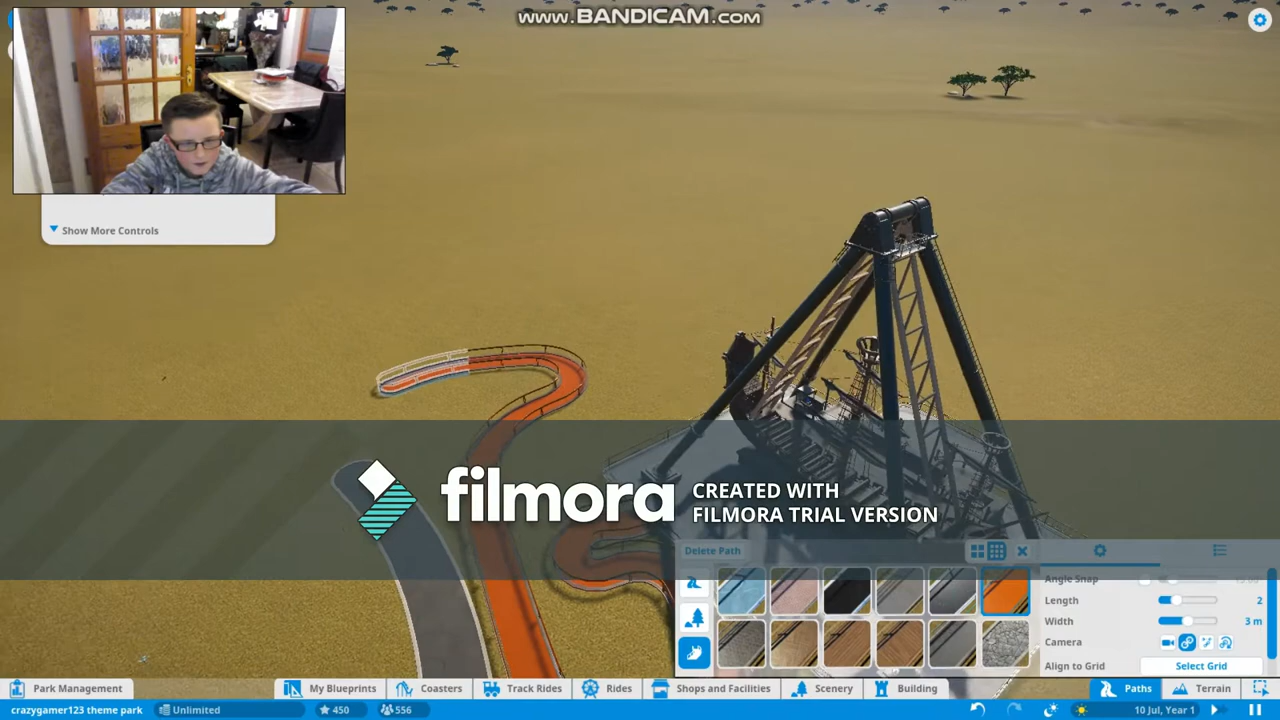 WWW.BANDICAM.COM
Show More Controls
filmora CREATED WITH
FILMORA TRIAL VERSION
Delete Path
Angle Snap
Length 2
Width 3 m
Camera
Align to Grid Select Grid
Park Management My Blueprints Coasters Track Rides Rides Shops and Facilities Scenery Building Paths Terrain
crazygamer123 theme park Unlimited 450 556 10 Jul, Year 1